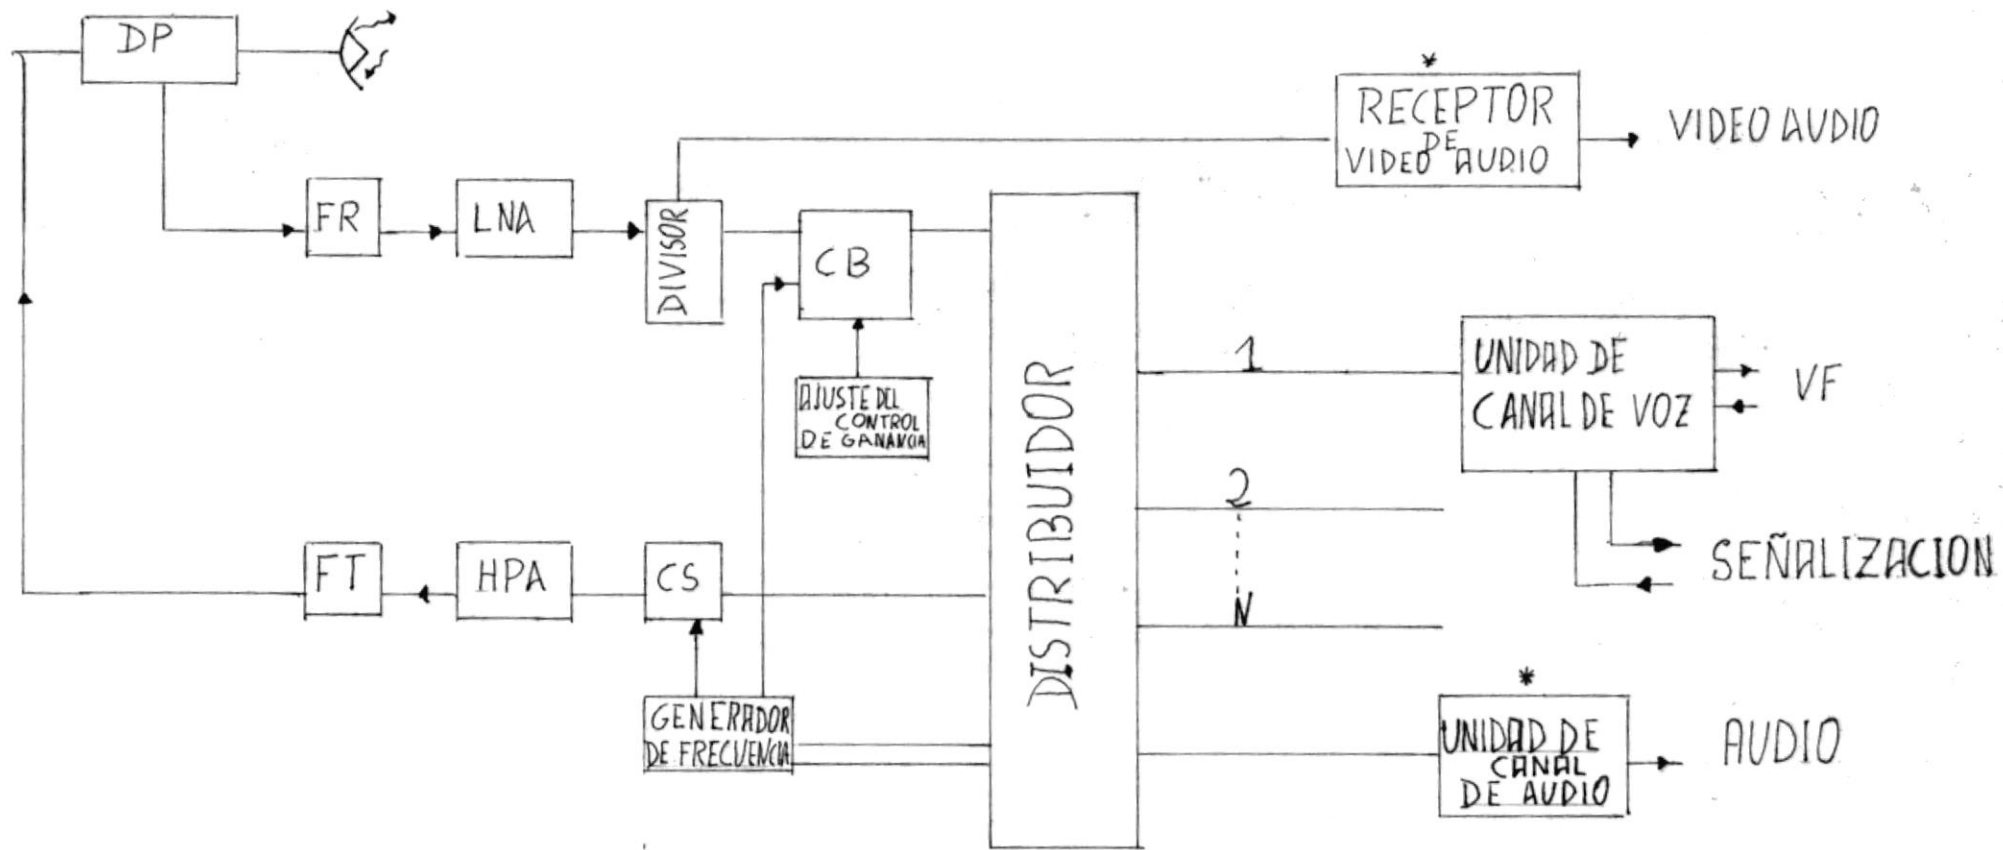 DP
*
RECEPTOR
DE
VIDEO AUDIO
VIDEO AUDIO
FR
LNA
DIVISOR
CB
AJUSTE DEL
CONTROL
DE GANANCIA
DISTRIBUIDOR
1
UNIDAD DE
CANAL DE VOZ
VF
2
N
SEÑALIZACION
FT
HPA
CS
GENERADOR
DE FRECUENCIA
*
UNIDAD DE
CANAL
DE AUDIO
AUDIO